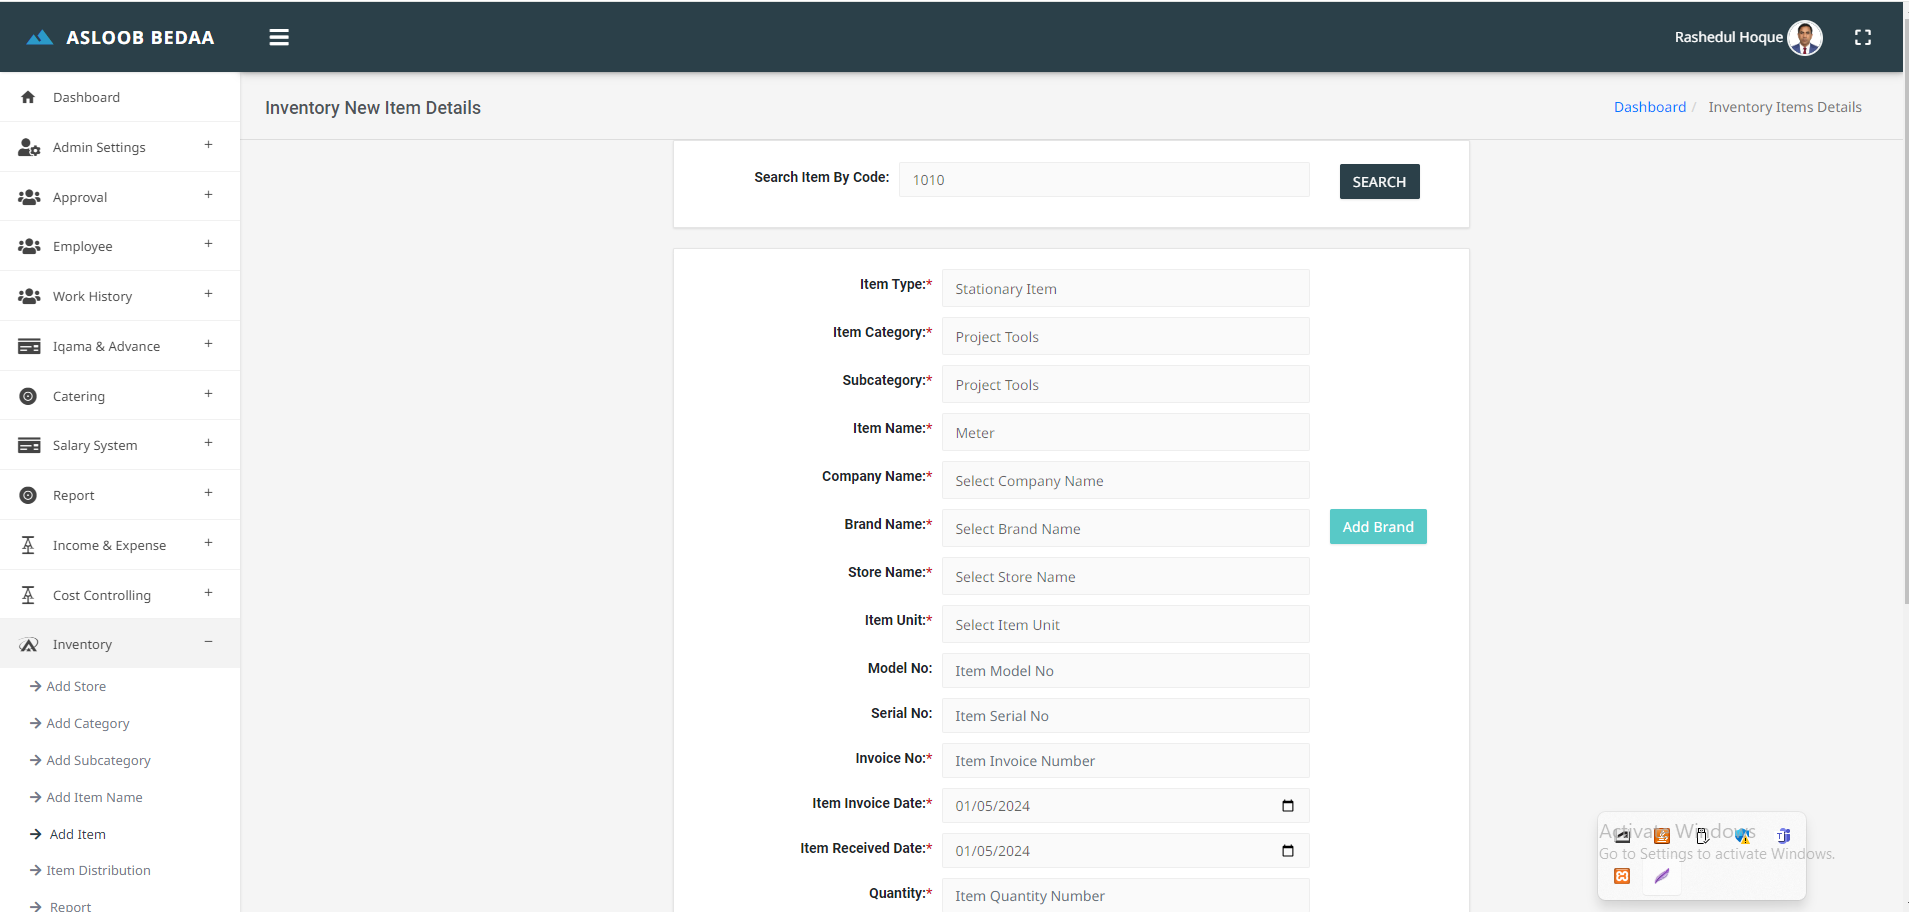 ASLOOB BEDAA
Rashedul Hoque
Dashboard
Admin Settings +
Approval +
Employee +
Work History +
Iqama & Advance +
Catering +
Salary System +
Report +
Income & Expense +
Cost Controlling +
Inventory −
Add Store
Add Category
Add Subcategory
Add Item Name
Add Item
Item Distribution
Report
Inventory New Item Details
Dashboard / Inventory Items Details
Search Item By Code: 1010 SEARCH
Item Type:* Stationary Item
Item Category:* Project Tools
Subcategory:* Project Tools
Item Name:* Meter
Company Name:* Select Company Name
Brand Name:* Select Brand Name Add Brand
Store Name:* Select Store Name
Item Unit:* Select Item Unit
Model No: Item Model No
Serial No: Item Serial No
Invoice No:* Item Invoice Number
Item Invoice Date:* 01/05/2024
Item Received Date:* 01/05/2024
Quantity:* Item Quantity Number
Activate Windows
Go to Settings to activate Windows.